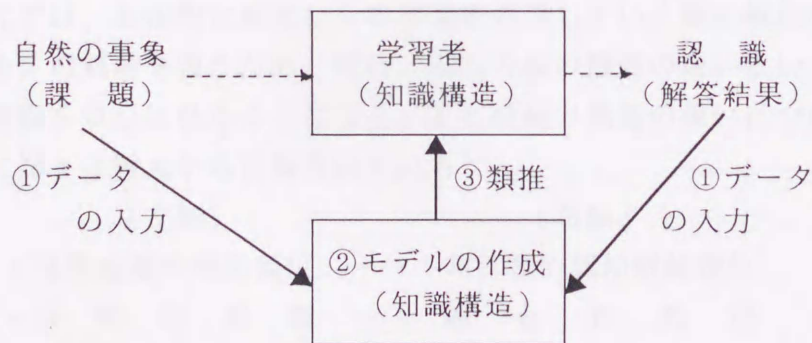 自然の事象
（課　題）
学習者
（知識構造）
認　識
（解答結果）
①データ
の入力
③類推
①データ
の入力
②モデルの作成
（知識構造）